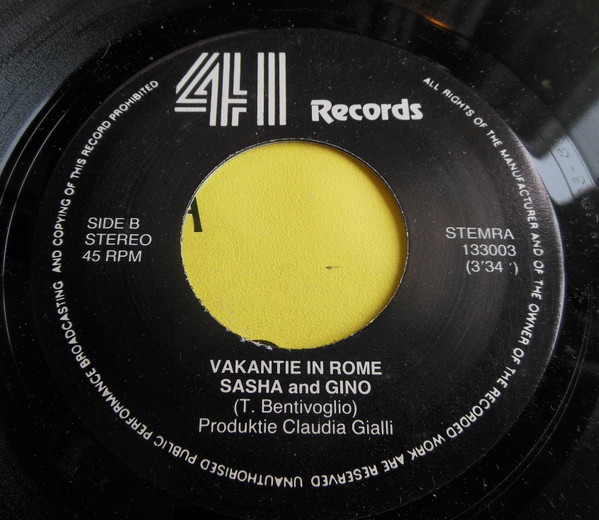 41 Records
ALL RIGHTS OF THE MANUFACTURER AND OF THE OWNER OF THE RECORDED WORK ARE RESERVED UNAUTHORISED PUBLIC PERFORMANCE BROADCASTING AND COPYING OF THIS RECORD PROHIBITED
SIDE B
STEREO
45 RPM
STEMRA
133003
(3'34')
VAKANTIE IN ROME
SASHA and GINO
(T. Bentivoglio)
Produktie Claudia Gialli